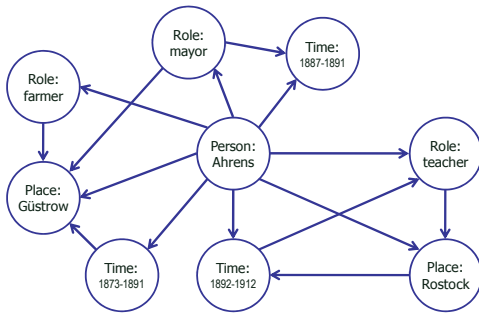 Role:
mayor
Time:
1887-1891
Role:
farmer
Person:
Ahrens
Role:
teacher
Place:
Güstrow
Time:
1873-1891
Time:
1892-1912
Place:
Rostock